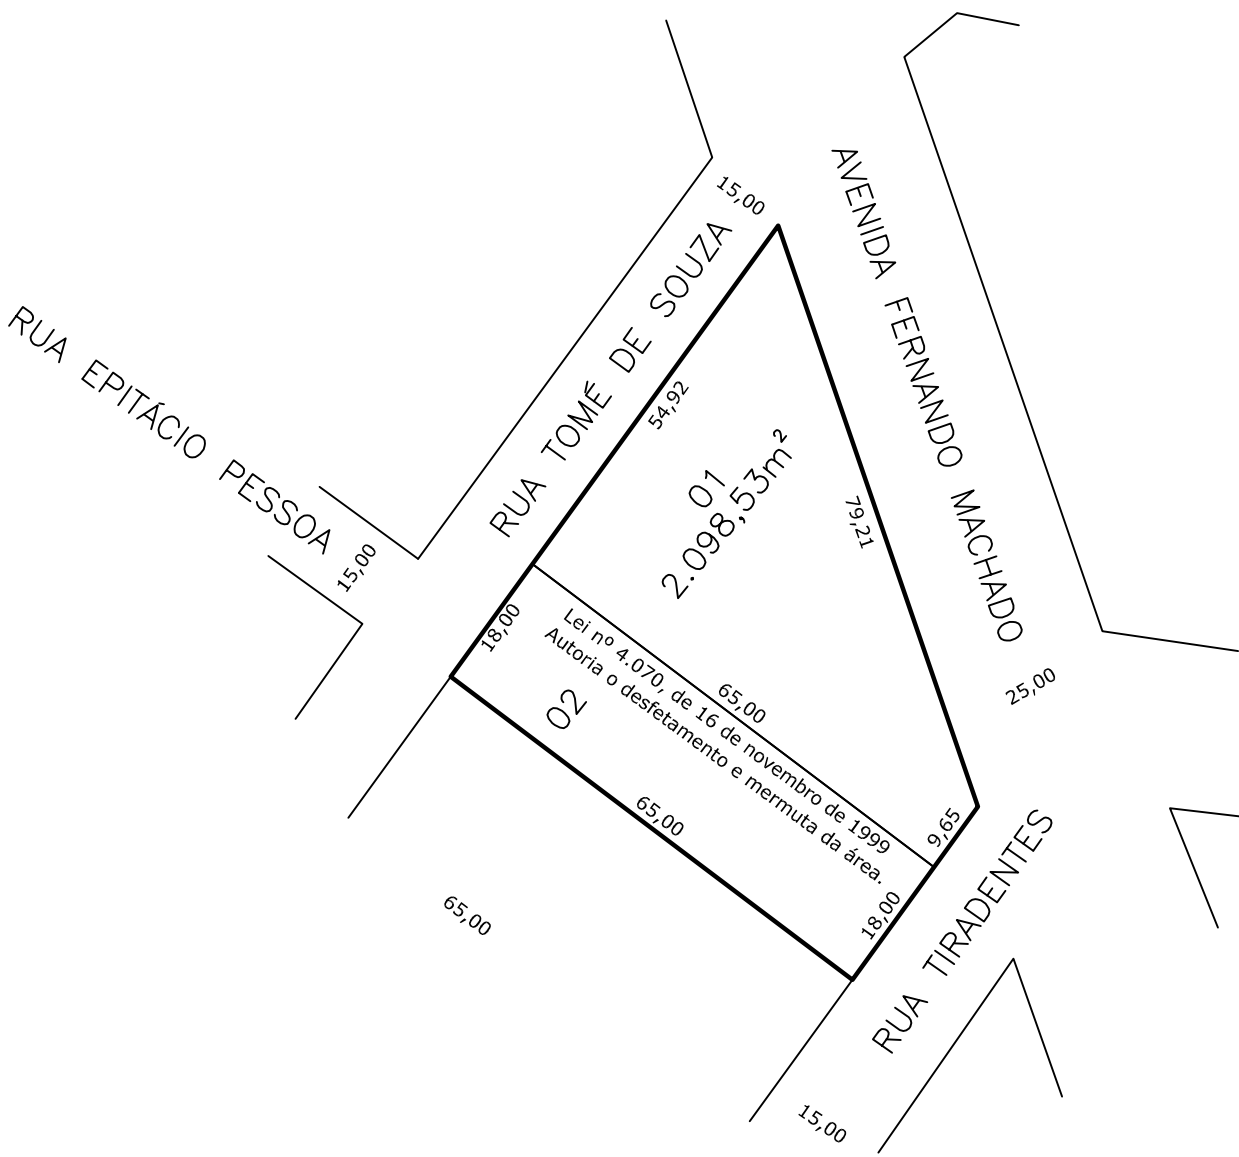 15,00
RUA TOMÉ DE SOUZA
AVENIDA FERNANDO MACHADO
RUA EPITÁCIO PESSOA
15,00
54,92
01
2.098,53m²
79,21
18,00
Lei nº 4.070, de 16 de novembro de 1999
Autoria o desfetamento e mermuta da área.
65,00
25,00
02
65,00
9,65
18,00
65,00
RUA TIRADENTES
15,00